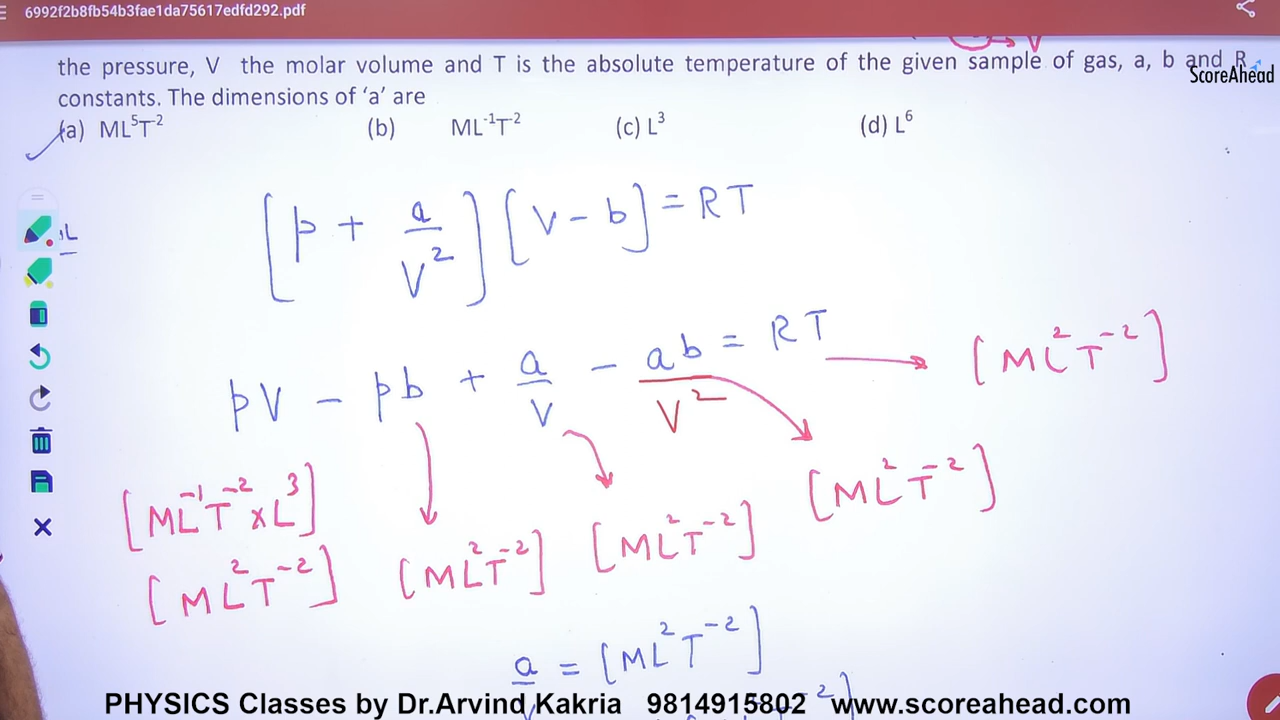 6992f2b8fb54b3fae1da75617edfd292.pdf
V
the pressure, V the molar volume and T is the absolute temperature of the given sample of gas, a, b and R
ScoreAhead
constants. The dimensions of ‘a’ are
(a) ML⁵T⁻² (b) ML⁻¹T⁻² (c) L³ (d) L⁶
[p + a/V²] [V − b] = RT
pV − pb + a/V − ab/V² = RT → [ML²T⁻²]
[ML⁻¹T⁻² × L³] [ML²T⁻²]
[ML²T⁻²] [ML²T⁻²] [ML²T⁻²]
a/V = [ML²T⁻²]
PHYSICS Classes by Dr.Arvind Kakria 9814915802 www.scoreahead.com